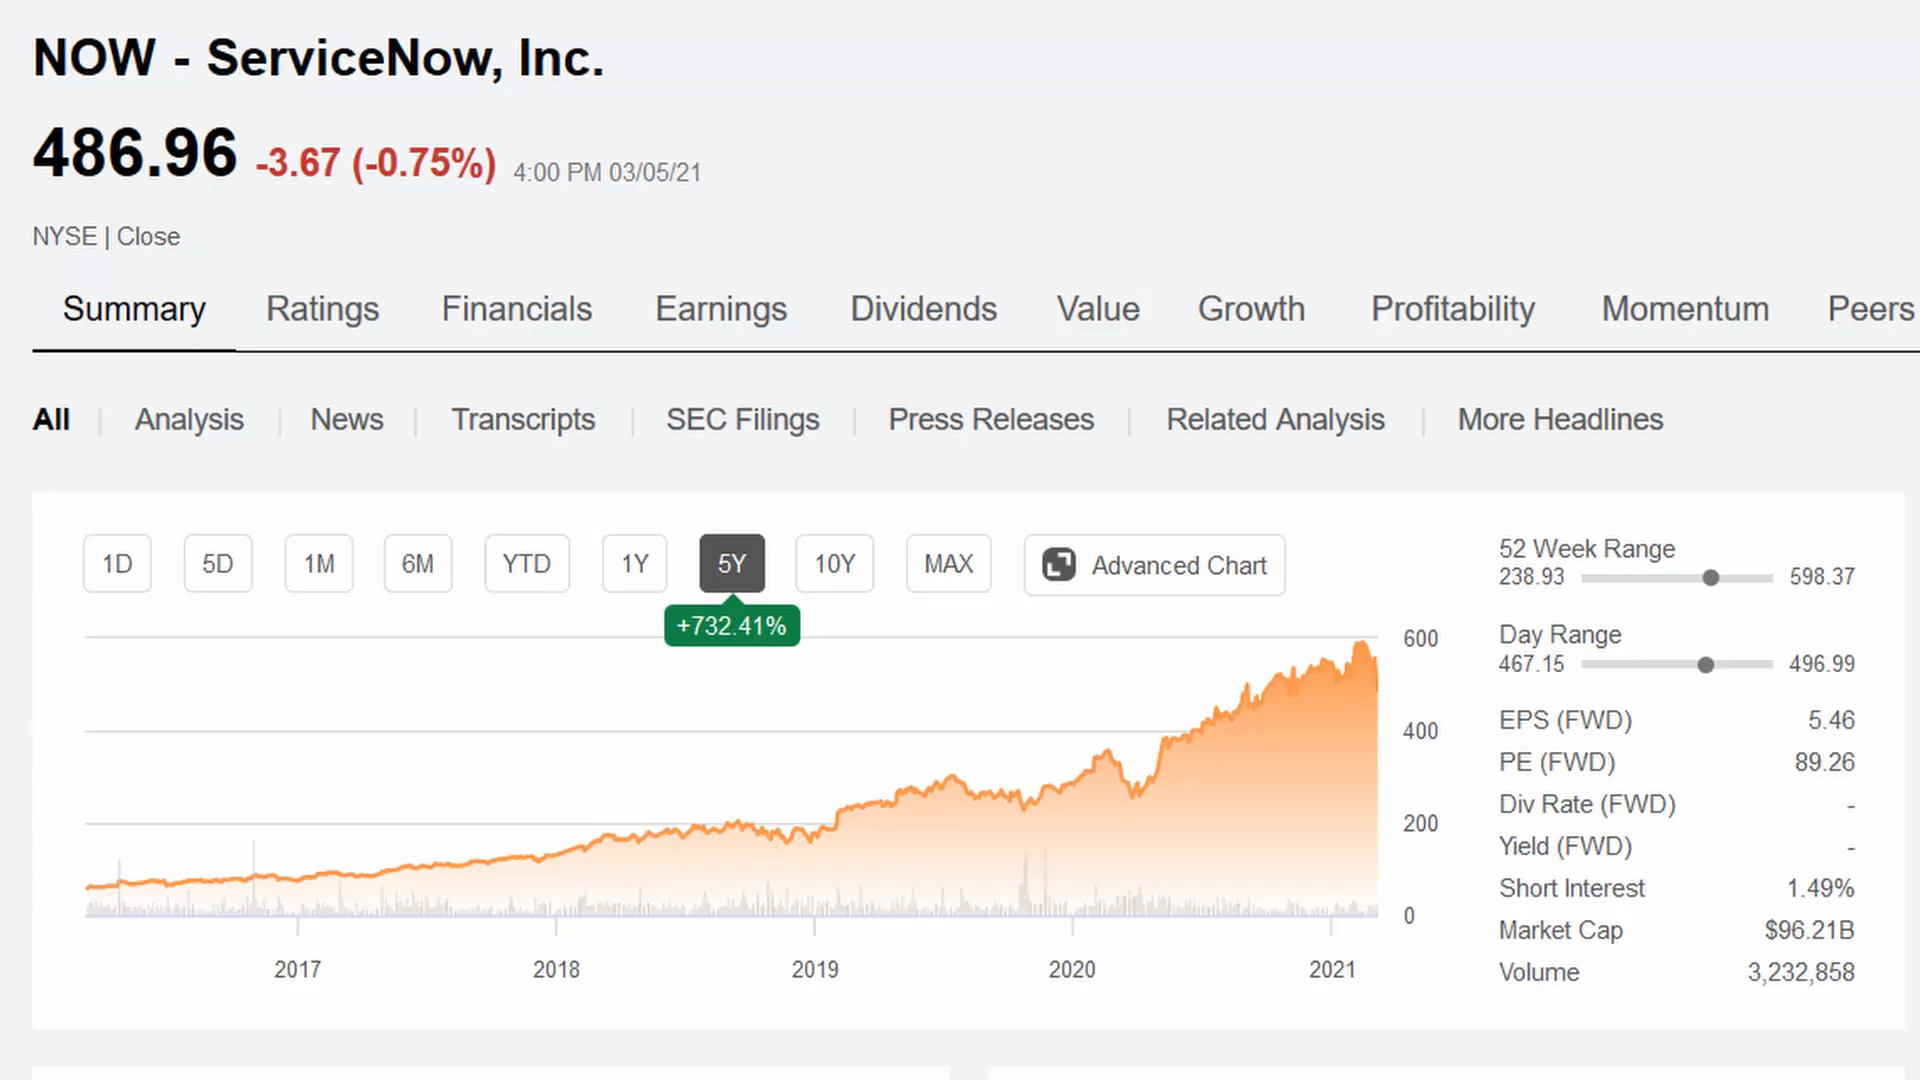 NOW - ServiceNow, Inc.
486.96 -3.67 (-0.75%) 4:00 PM 03/05/21
NYSE | Close
Summary Ratings Financials Earnings Dividends Value Growth Profitability Momentum Peers
All | Analysis | News | Transcripts | SEC Filings | Press Releases | Related Analysis | More Headlines
1D 5D 1M 6M YTD 1Y 5Y 10Y MAX Advanced Chart
+732.41%
600
400
200
0
2017 2018 2019 2020 2021
52 Week Range
238.93 598.37
Day Range
467.15 496.99
EPS (FWD) 5.46
PE (FWD) 89.26
Div Rate (FWD) -
Yield (FWD) -
Short Interest 1.49%
Market Cap $96.21B
Volume 3,232,858